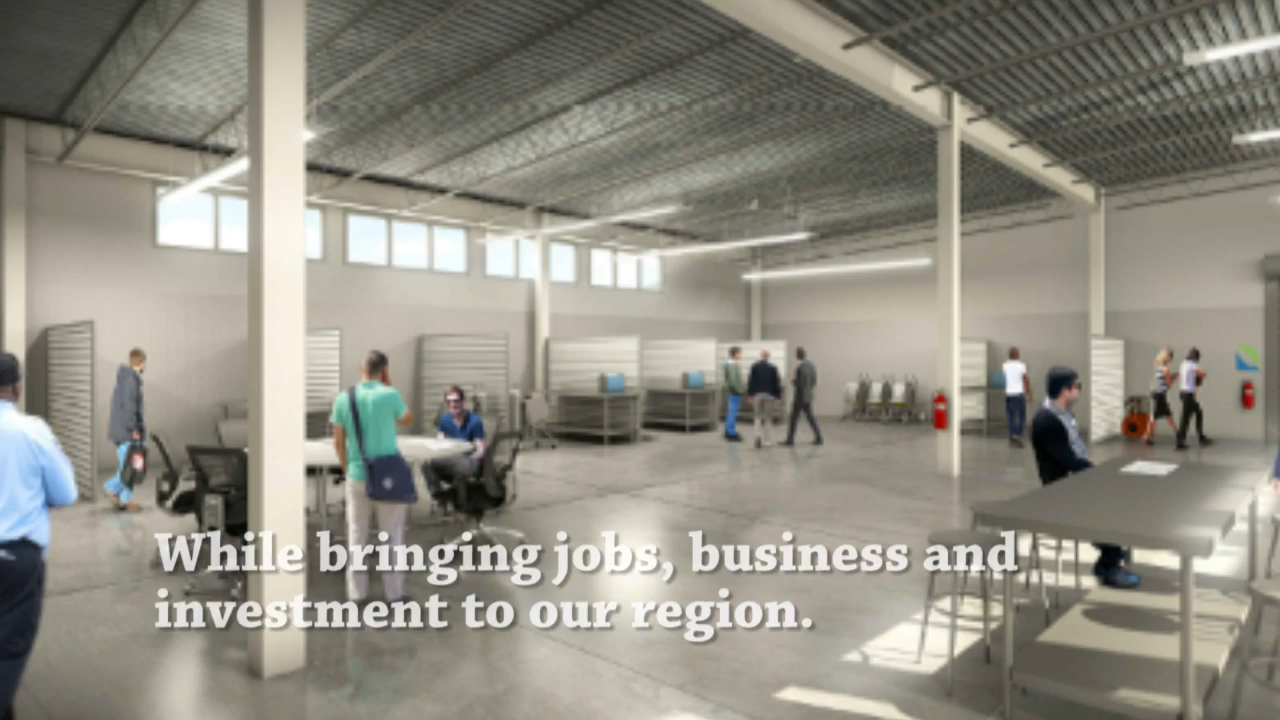 While bringing jobs, business and
investment to our region.